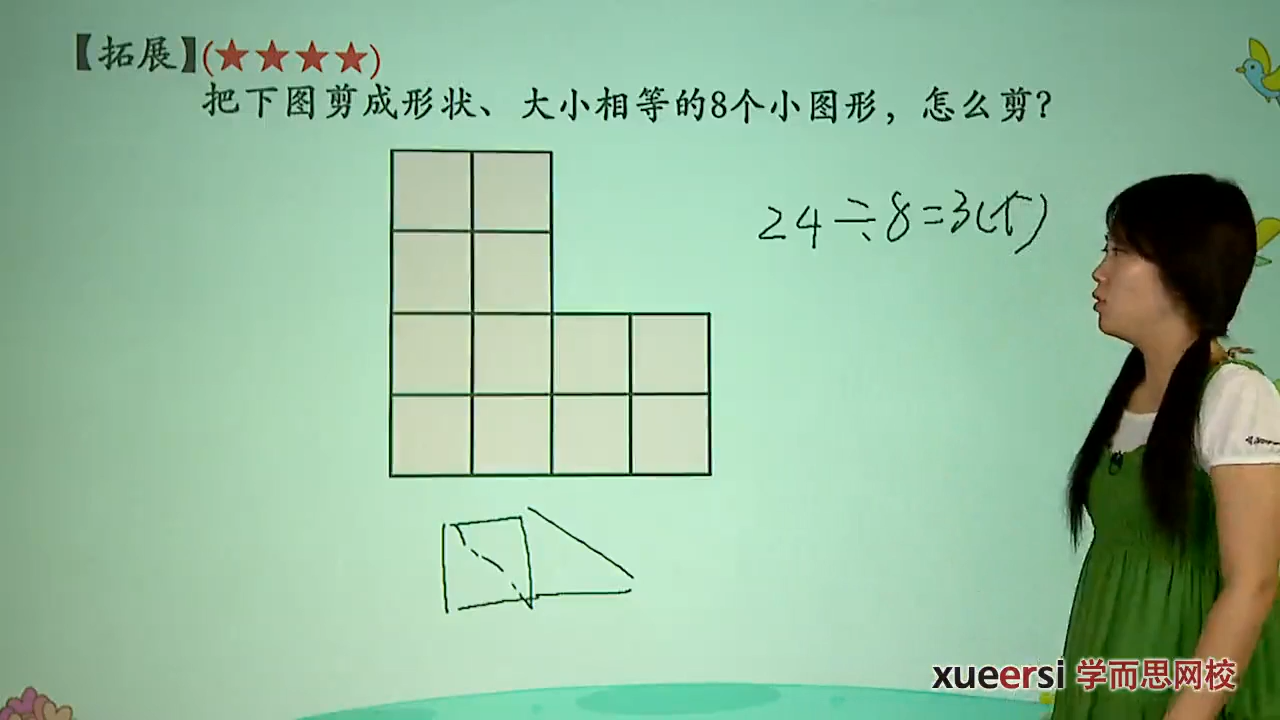 【拓展】(★★★★)
把下图剪成形状、大小相等的8个小图形，怎么剪？
24÷8=3(个)
xueersi 学而思网校